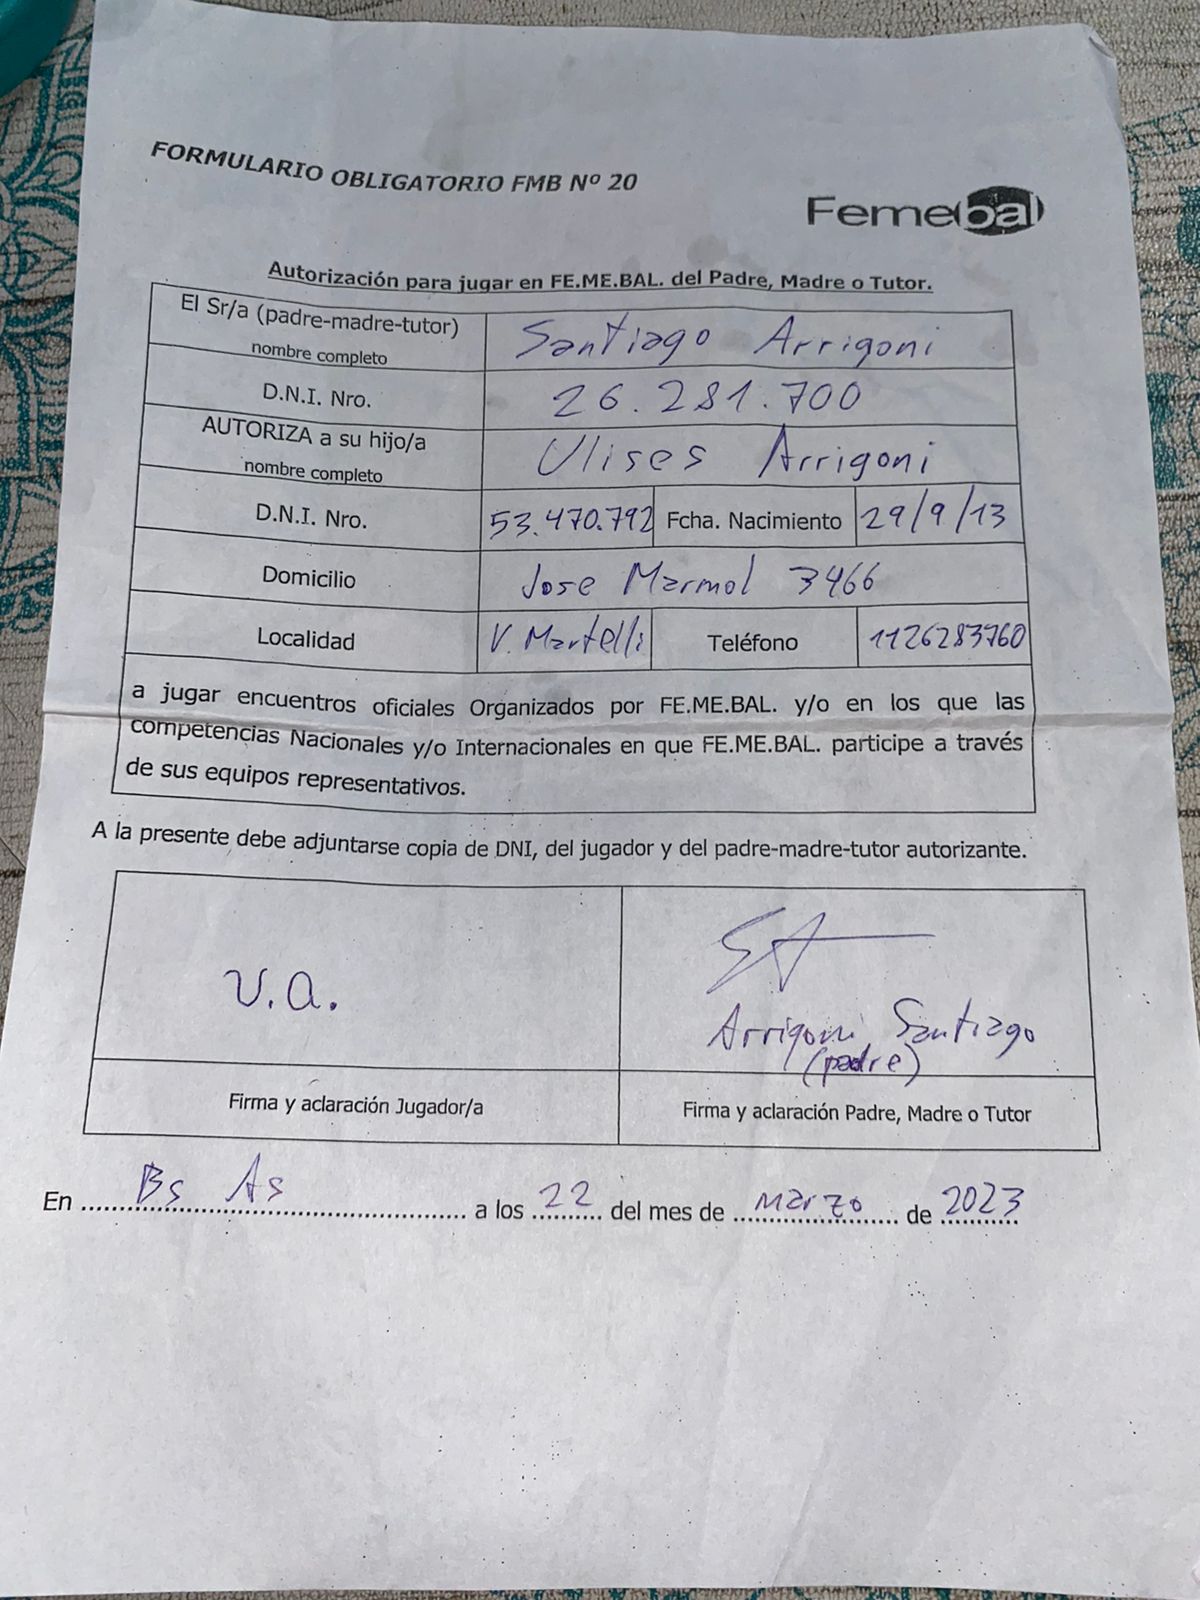 FORMULARIO OBLIGATORIO FMB Nº 20
Femebal
Autorización para jugar en FE.ME.BAL. del Padre, Madre o Tutor.
El Sr/a (padre-madre-tutor) nombre completo Santiago Arrigoni
D.N.I. Nro. 26.281.700
AUTORIZA a su hijo/a nombre completo Ulises Arrigoni
D.N.I. Nro. 53.470.792 Fcha. Nacimiento 29/9/13
Domicilio Jose Marmol 3466
Localidad V. Martelli Teléfono 1126283760
a jugar encuentros oficiales Organizados por FE.ME.BAL. y/o en los que las
competencias Nacionales y/o Internacionales en que FE.ME.BAL. participe a través
de sus equipos representativos.
A la presente debe adjuntarse copia de DNI, del jugador y del padre-madre-tutor autorizante.
U.A.
SA
Arrigoni Santiago
(padre)
Firma y aclaración Jugador/a
Firma y aclaración Padre, Madre o Tutor
En Bs As a los 22 del mes de marzo de 2023